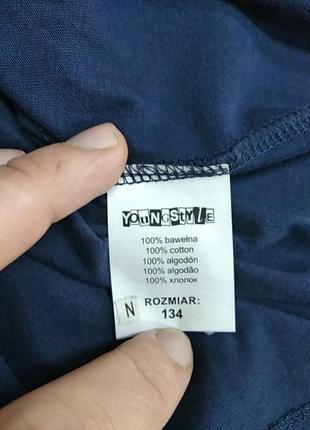 YOUNGSTYLE
100% bawełna
100% cotton
100% algodón
100% algodão
100% хлопок
N
ROZMIAR:
134